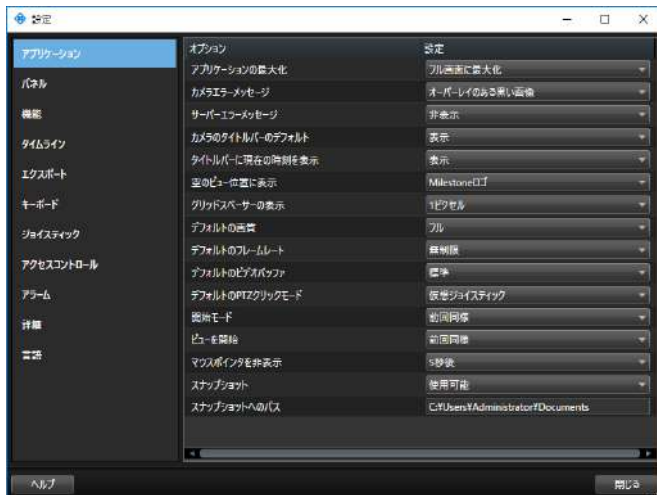 設定
アプリケーション
パネル
機能
タイムライン
エクスポート
キーボード
ジョイスティック
アクセスコントロール
アラーム
詳細
言語
オプション 設定
アプリケーションの最大化 フル画面に最大化
カメラエラーメッセージ オーバーレイのある黒い画像
サーバーエラーメッセージ 非表示
カメラのタイトルバーのデフォルト 表示
タイトルバーに現在の時刻を表示 表示
空のビュー位置に表示 Milestoneロゴ
グリッドスペーサーの表示 1ピクセル
デフォルトの画質 フル
デフォルトのフレームレート 無制限
デフォルトのビデオバッファ 標準
デフォルトのPTZクリックモード 仮想ジョイスティック
開始モード 前回同様
ビューを開始 前回同様
マウスポインタを非表示 5秒後
スナップショット 使用可能
スナップショットへのパス C:¥Users¥Administrator¥Documents
ヘルプ 閉じる